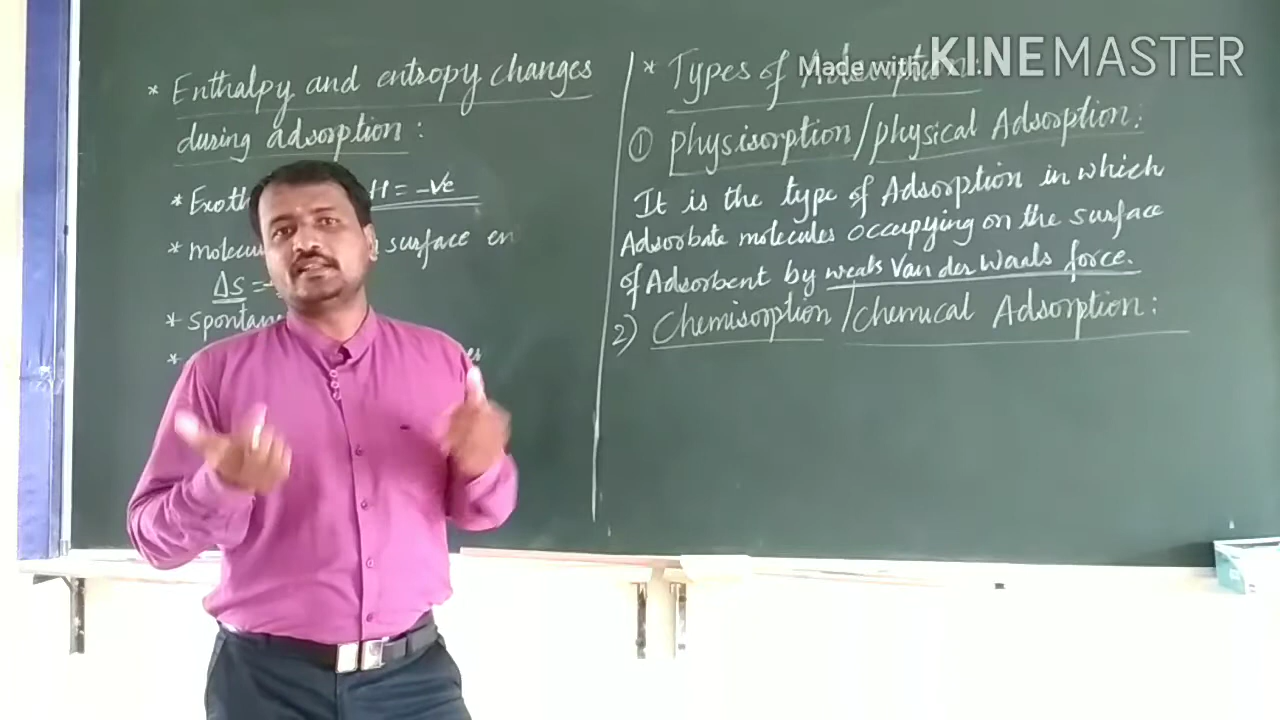 * Enthalpy and entropy changes
during adsorption :
* Exoth H = -ve
* molecu surface en
ΔS = -
* Spontan
*
* Types of Adsorption :
Made with KINEMASTER
① Physisorption / physical Adsorption :
It is the type of Adsorption in which
Adsorbate molecules occupying on the surface
of Adsorbent by weaks Van der Waals force.
2) Chemisorption / chemical Adsorption :